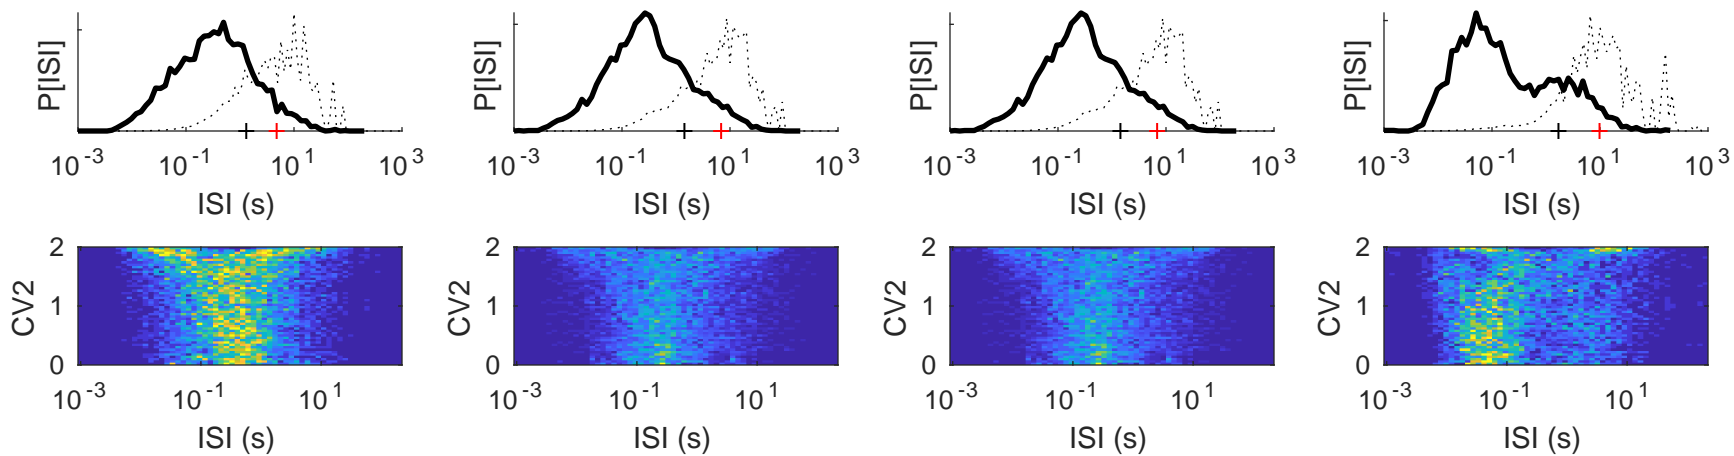 P[ISI] P[ISI] P[ISI] P[ISI]
10^-3 10^-1 10^1 10^3 10^-3 10^-1 10^1 10^-3 10^-1 10^1 10^-3 10^-1 10^1 10^3
ISI (s) ISI (s) ISI (s) ISI (s)
2 2 2 2
CV2 CV2 CV2 CV2
1 1 1 1
0 0 0 0
10^-3 10^-1 10^1 10^-3 10^-1 10^1 10^-3 10^-1 10^1 10^-3 10^-1 10^1
ISI (s) ISI (s) ISI (s) ISI (s)